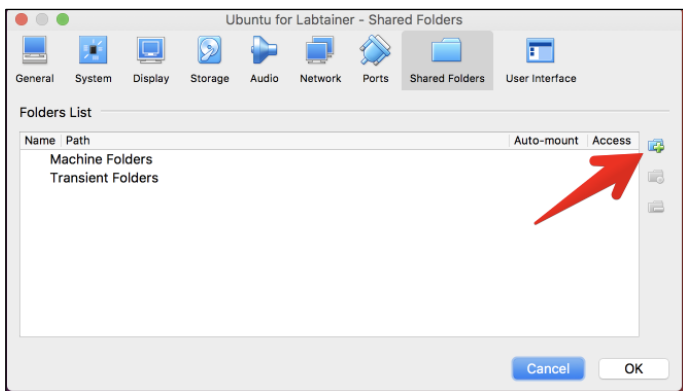 Ubuntu for Labtainer - Shared Folders
General System Display Storage Audio Network Ports Shared Folders User Interface
Folders List
Name Path Auto-mount Access
Machine Folders
Transient Folders
Cancel OK